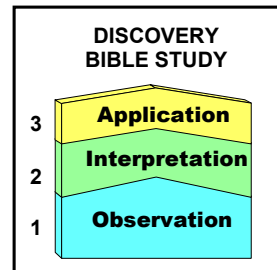 DISCOVERY
BIBLE STUDY
3 Application
2 Interpretation
1 Observation